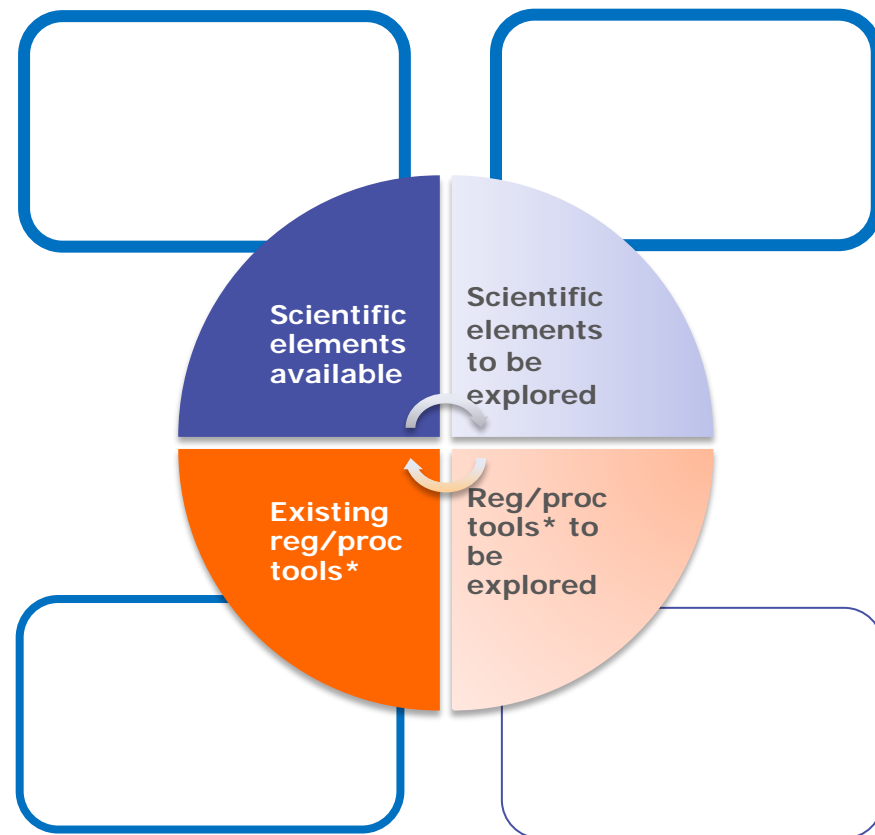 Scientific
elements
available
Scientific
elements
to be
explored
Existing
reg/proc
tools*
Reg/proc
tools* to
be
explored